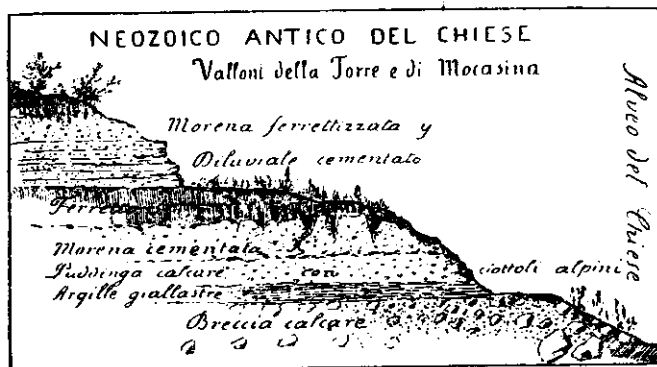 NEOZOICO ANTICO DEL CHIESE
Valloni della Torre e di Mocasina
Morena ferrettizzata y
Diluviale cementato
Alveo del Chiese
Morena cementata
Puddinga calcare con ciottoli alpini
Argille giallastre
Breccia calcare